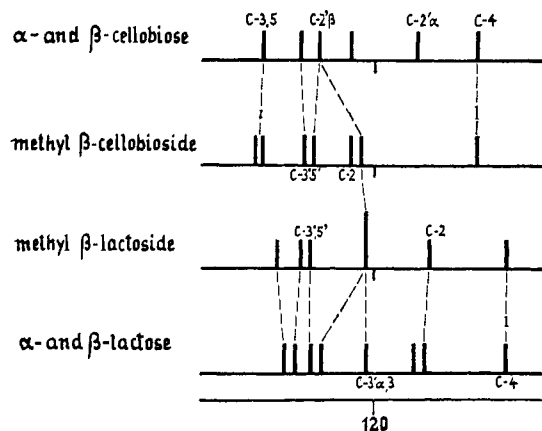 C-3,5 C-2'β C-2'α C-4
α- and β-cellobiose
methyl β-cellobioside
C-3'5' C-2
C-3',5' C-2
methyl β-lactoside
α- and β-lactose
C-3'α,3 C-4
120